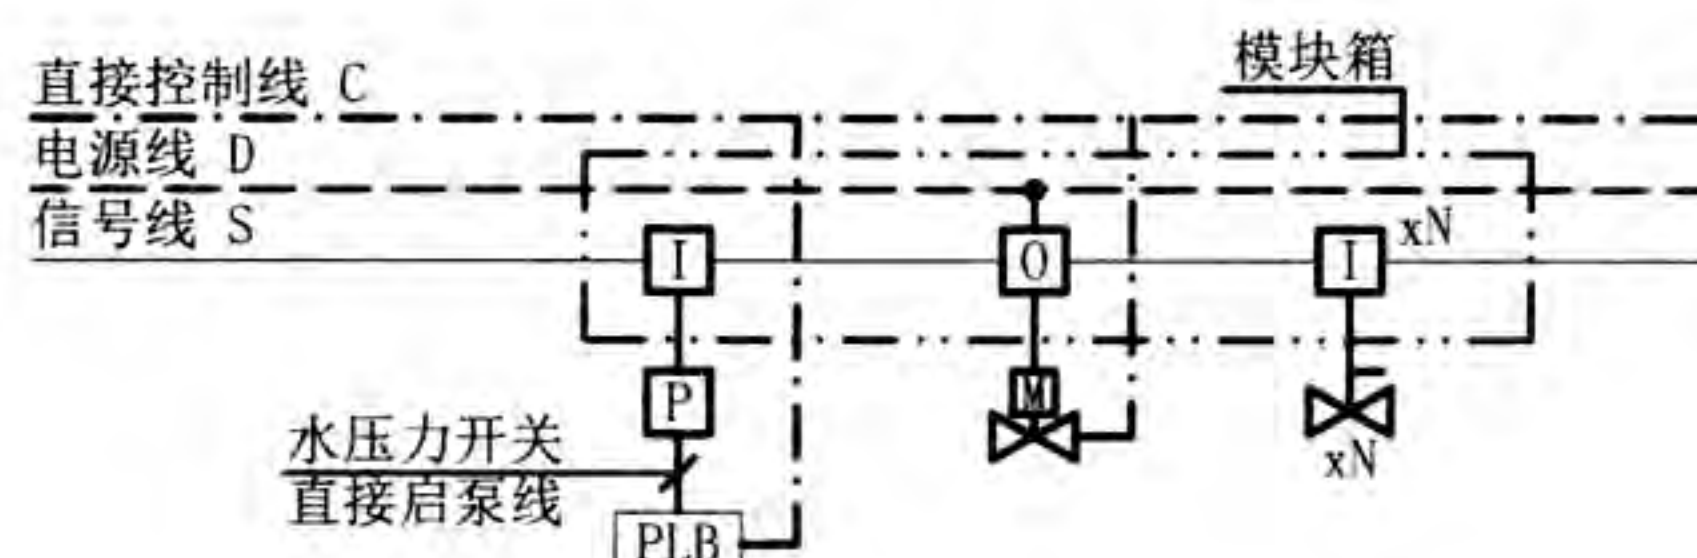 模块箱
直接控制线 C
电源线 D
信号线 S
I
O
I
xN
P
M
xN
水压力开关
直接启泵线
PLB